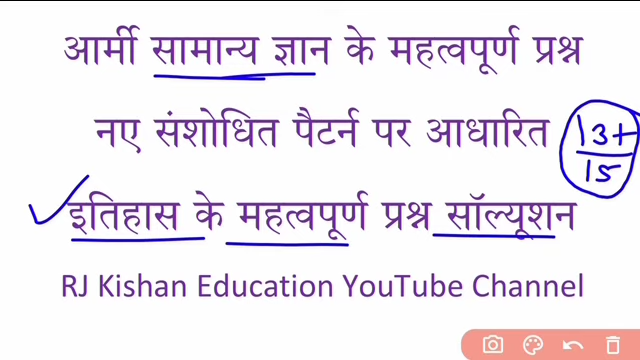 आर्मी सामान्य ज्ञान के महत्वपूर्ण प्रश्न
नए संशोधित पैटर्न पर आधारित
13+
15
इतिहास के महत्वपूर्ण प्रश्न सॉल्यूशन
RJ Kishan Education YouTube Channel